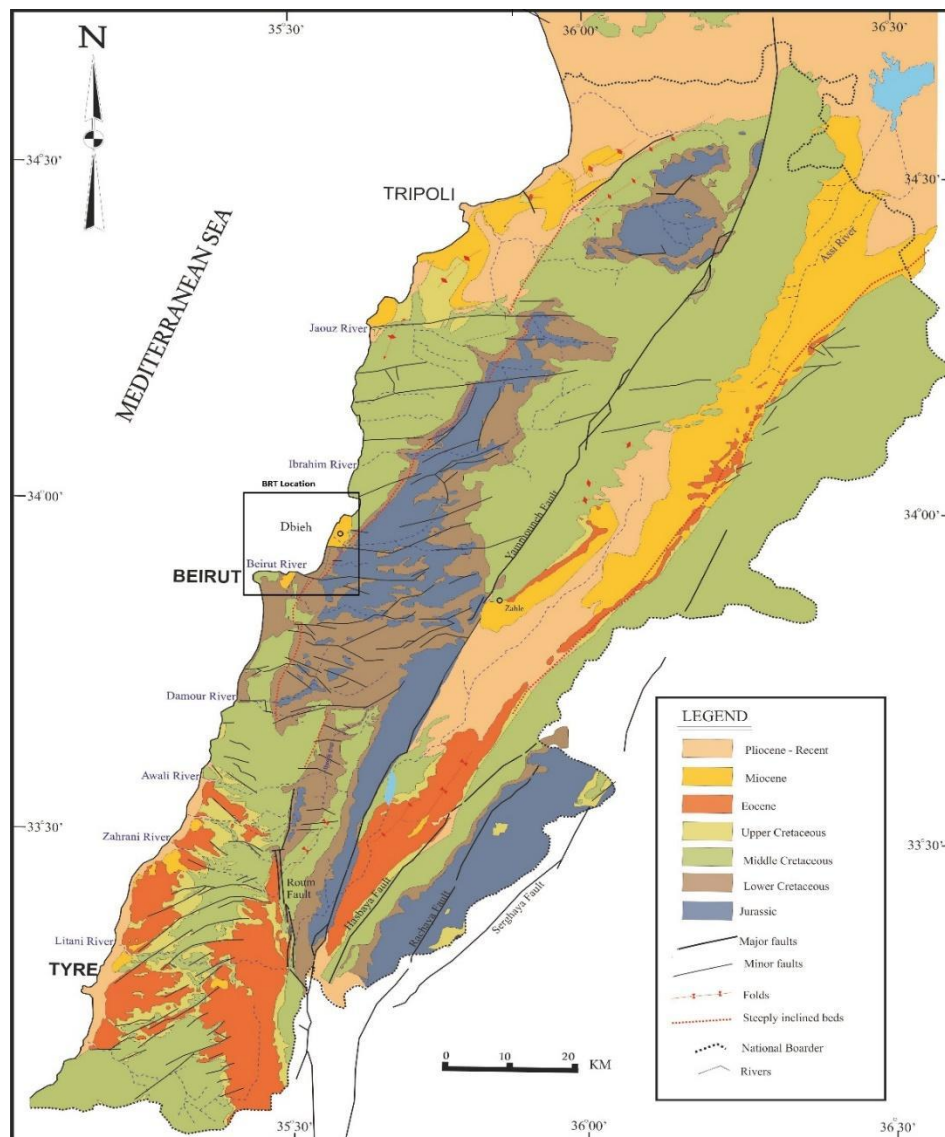 35°30'
36°00'
36°30'
N
34°30'
34°30'
TRIPOLI
Assi River
MEDITERRANEAN SEA
Jaouz River
Ibrahim River
BRT Location
34°00'
34°00'
Dbieh
Yammouneh Fault
Beirut River
BEIRUT
Zahle
Damour River
LEGEND
Pliocene - Recent
Miocene
Eocene
Upper Cretaceous
Middle Cretaceous
Lower Cretaceous
Jurassic
Major faults
Minor faults
Folds
Steeply inclined beds
National Boarder
Rivers
Awali River
Zahrani River
33°30'
33°30'
Roum
Fault
Hasbaya Fault
Rachaya Fault
Serghaya Fault
Litani River
TYRE
0 10 20
KM
35°30'
36°00'
36°30'